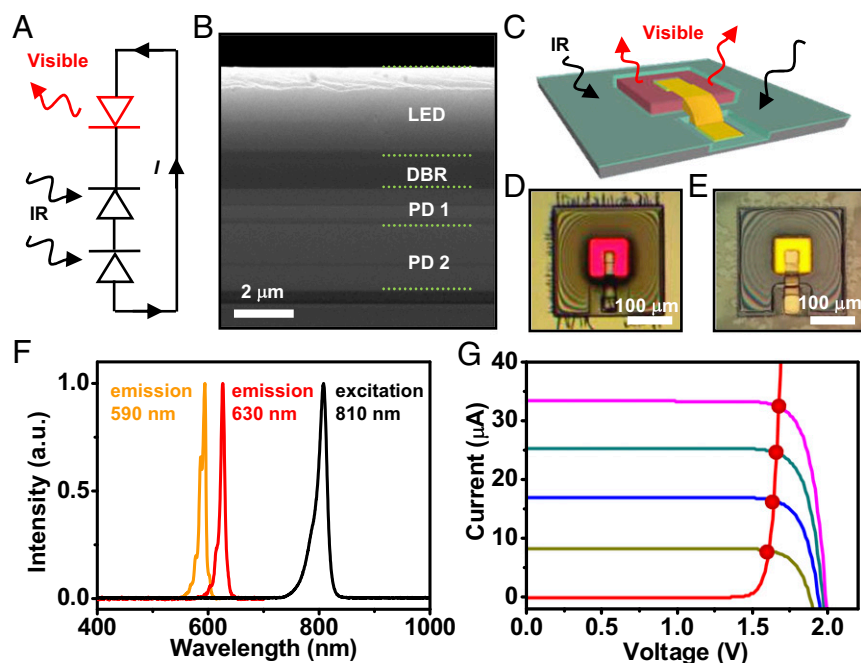 A
Visible
I
IR
B
LED
DBR
PD 1
PD 2
2 μm
C
IR
Visible
D
100 μm
E
100 μm
F
Intensity (a.u.)
1.0
0.5
0.0
emission
590 nm
emission
630 nm
excitation
810 nm
400 600 800 1000
Wavelength (nm)
G
Current (μA)
40
30
20
10
0
0.0 0.5 1.0 1.5 2.0
Voltage (V)